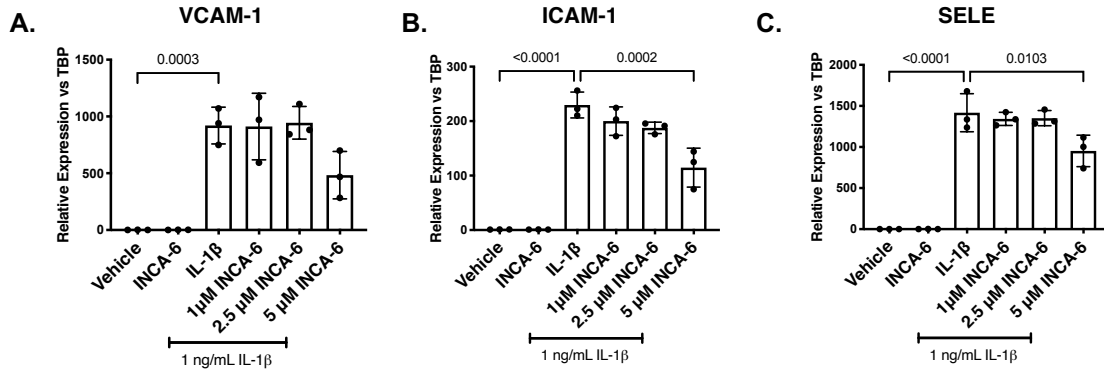 A.
VCAM-1
Relative Expression vs TBP
1500
1000
500
0
0.0003
Vehicle
INCA-6
IL-1β
1µM INCA-6
2.5 µM INCA-6
5 µM INCA-6
1 ng/mL IL-1β
B.
ICAM-1
Relative Expression vs TBP
300
200
100
0
<0.0001
0.0002
Vehicle
INCA-6
IL-1β
1µM INCA-6
2.5 µM INCA-6
5 µM INCA-6
1 ng/mL IL-1β
C.
SELE
Relative Expression vs TBP
2000
1500
1000
500
0
<0.0001
0.0103
Vehicle
INCA-6
IL-1β
1µM INCA-6
2.5 µM INCA-6
5 µM INCA-6
1 ng/mL IL-1β